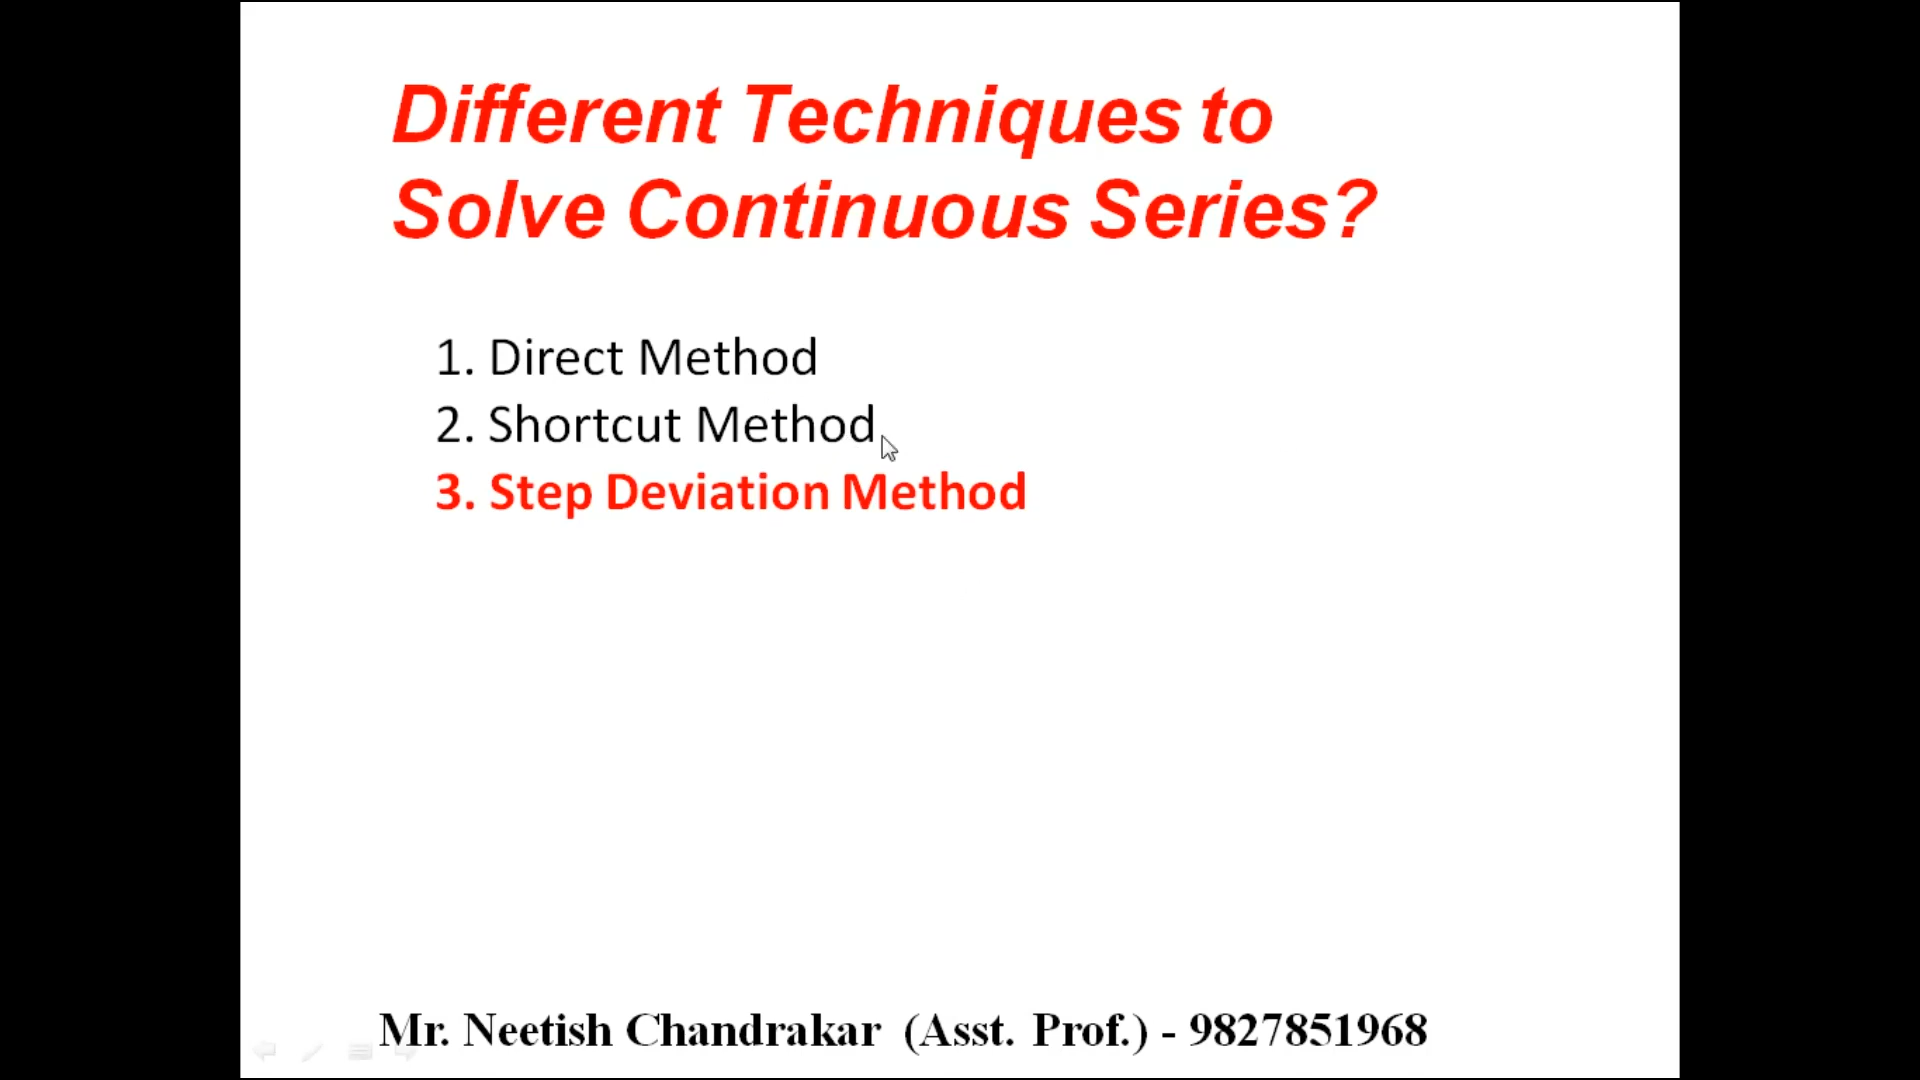 Different Techniques to
Solve Continuous Series?
1. Direct Method
2. Shortcut Method
3. Step Deviation Method
Mr. Neetish Chandrakar (Asst. Prof.) - 9827851968